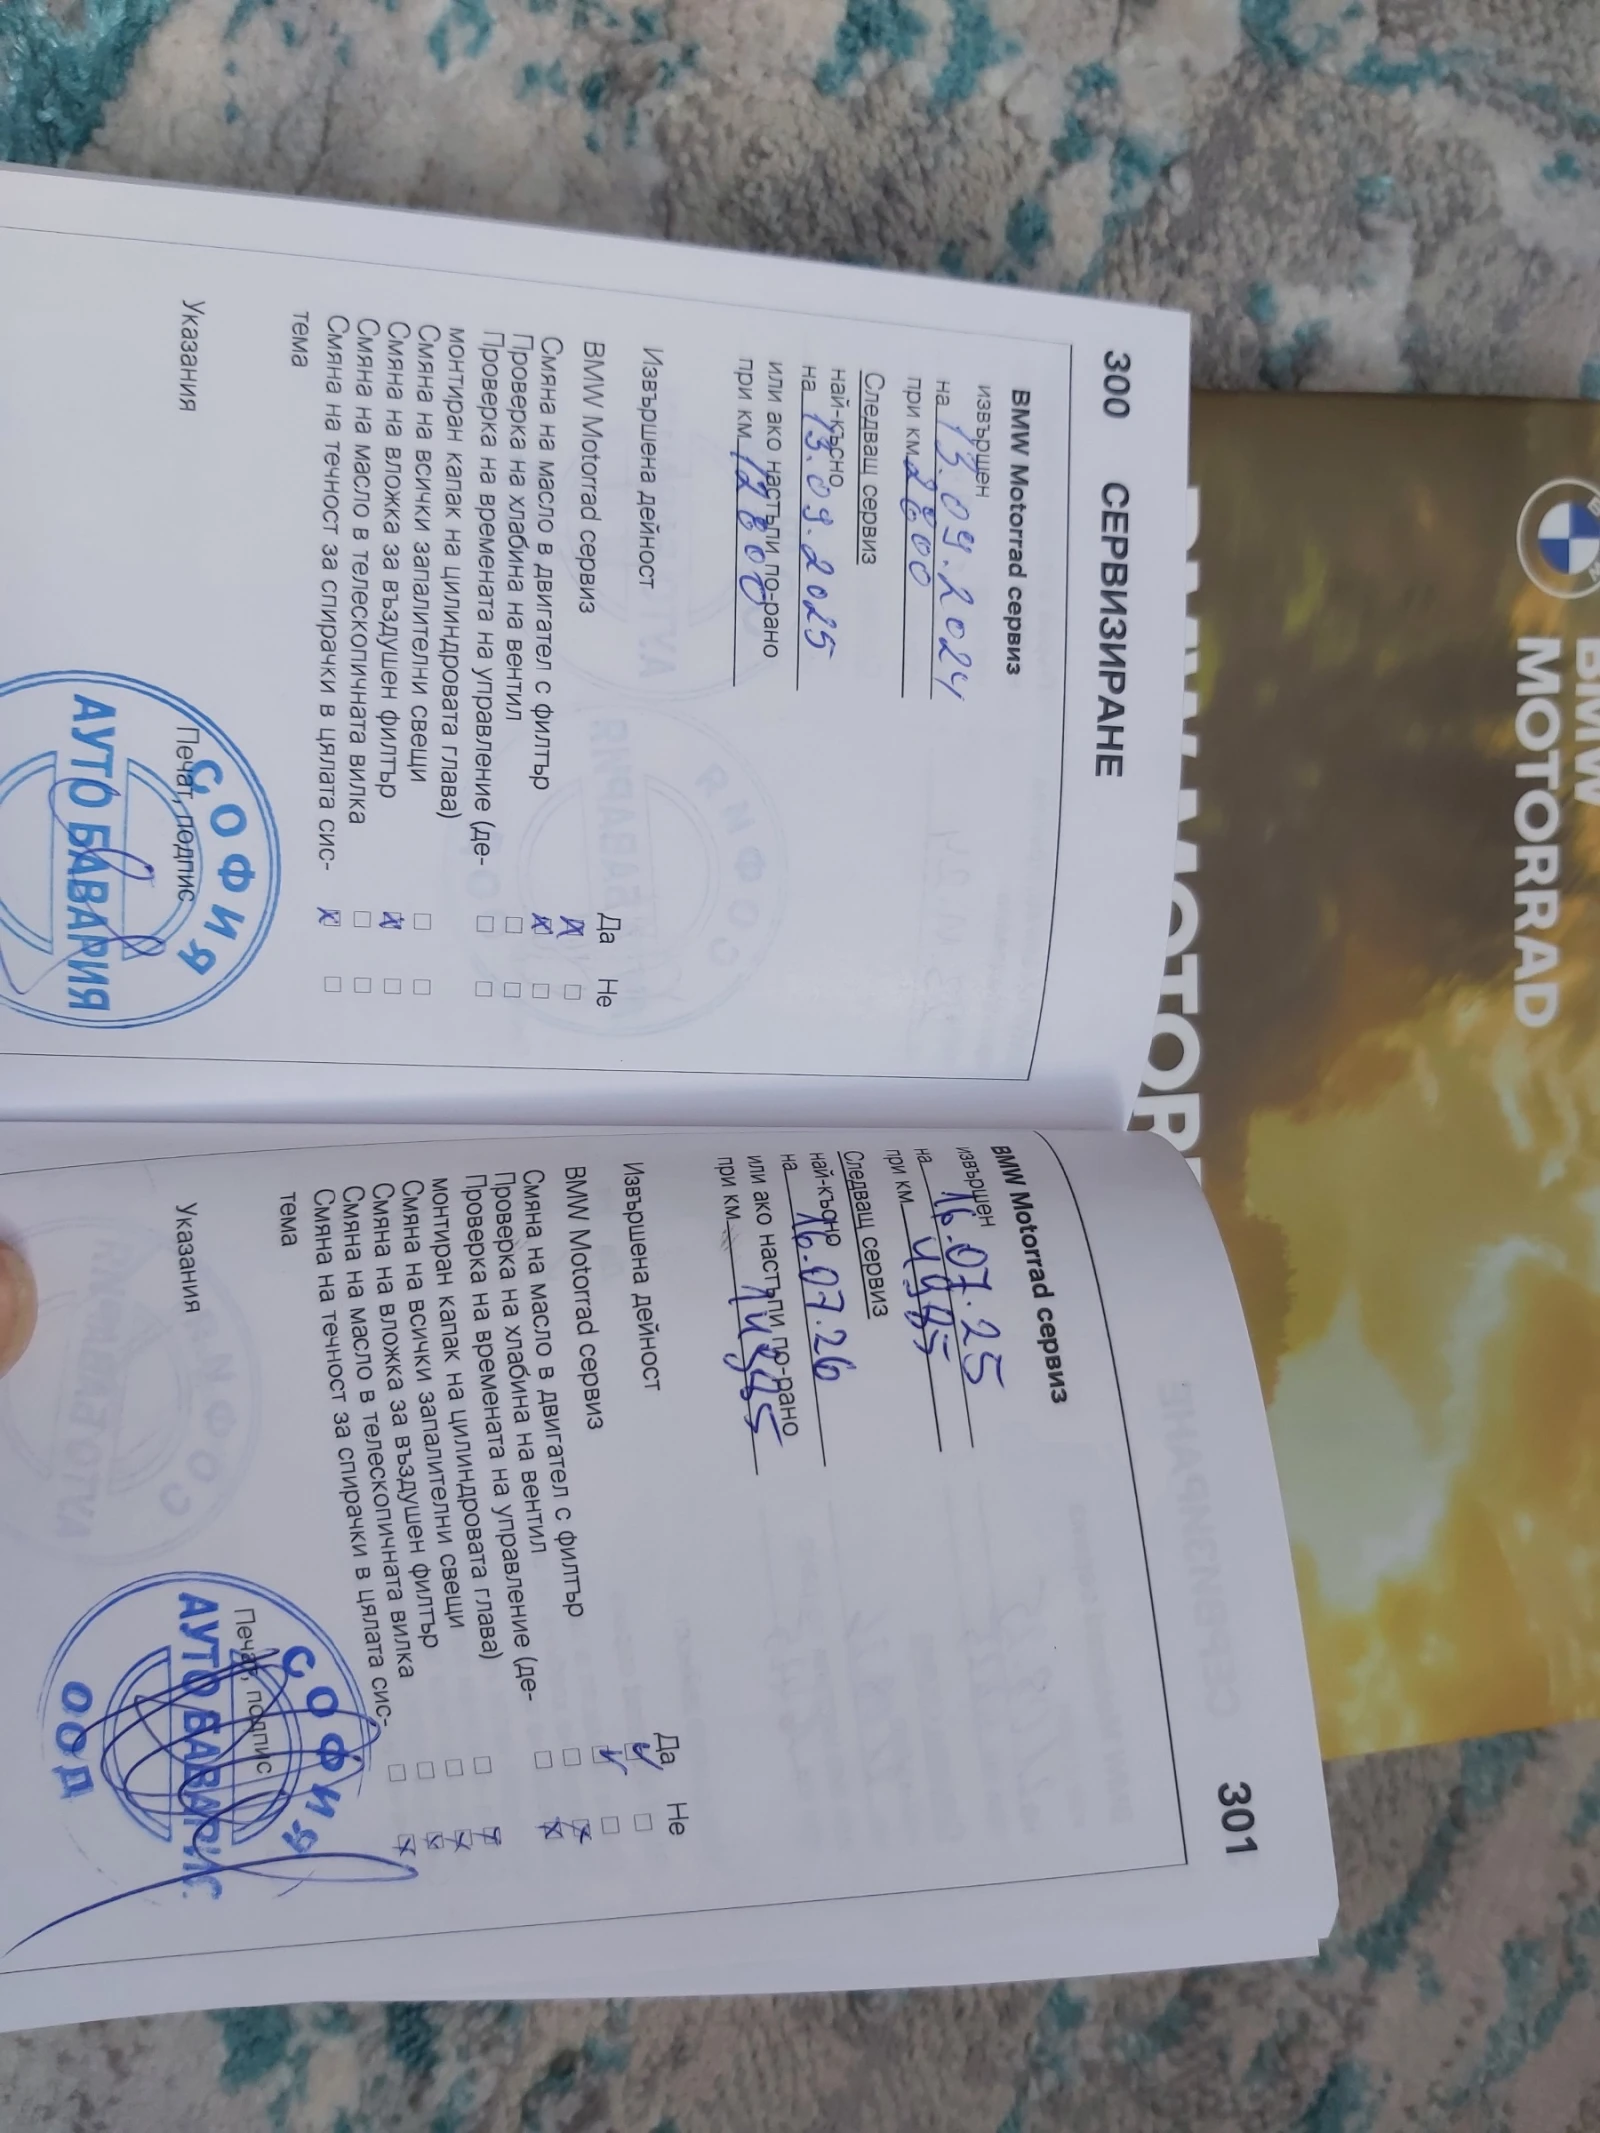 300 СЕРВИЗИРАНЕ
BMW Motorrad сервиз
извършен
на 13.09.2024
при км 2800
Следващ сервиз
най-късно
на 13.09.2025
или ако настъпи по-рано
при км 12800
Извършена дейност
Да Не
BMW Motorrad сервиз
Смяна на масло в двигател с филтър
Проверка на хлабина на вентил
Проверка на времената на управление (де-
монтиран капак на цилиндровата глава)
Смяна на всички запалителни свещи
Смяна на вложка за въздушен филтър
Смяна на масло в телескопичната вилка
Смяна на течност за спирачки в цялата сис-
тема
Указания
Печат, подпис
СОФИЯ
АУТО БАВАРИЯ
301
BMW Motorrad сервиз
извършен
на 16.07.25
при км 4995
Следващ сервиз
най-късно
на 16.07.26
или ако настъпи по-рано
при км 14995
Извършена дейност
Да Не
BMW Motorrad сервиз
Смяна на масло в двигател с филтър
Проверка на хлабина на вентил
Проверка на времената на управление (де-
монтиран капак на цилиндровата глава)
Смяна на всички запалителни свещи
Смяна на вложка за въздушен филтър
Смяна на масло в телескопичната вилка
Смяна на течност за спирачки в цялата сис-
тема
Указания
Печат, подпис
СОФИЯ
АУТО БАВАРИЯ
ООД
BMW
MOTORRAD